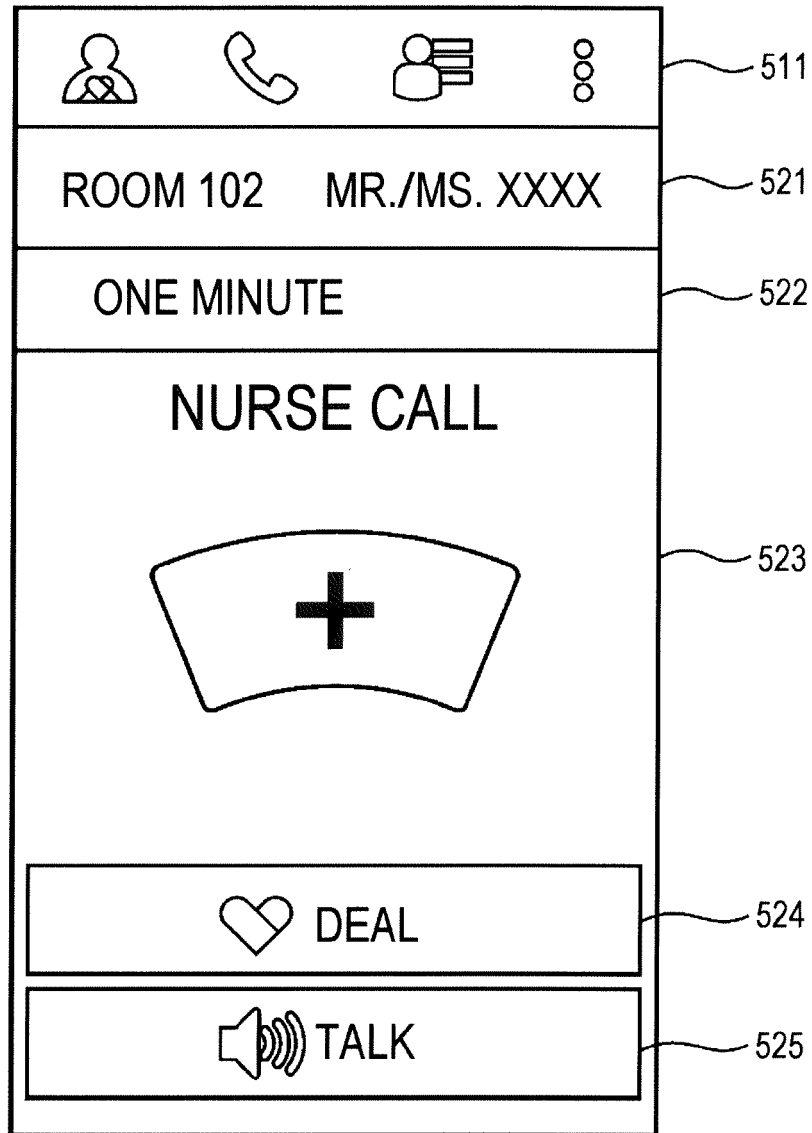 511
ROOM 102 MR./MS. XXXX 521
ONE MINUTE 522
NURSE CALL
523
DEAL 524
TALK 525